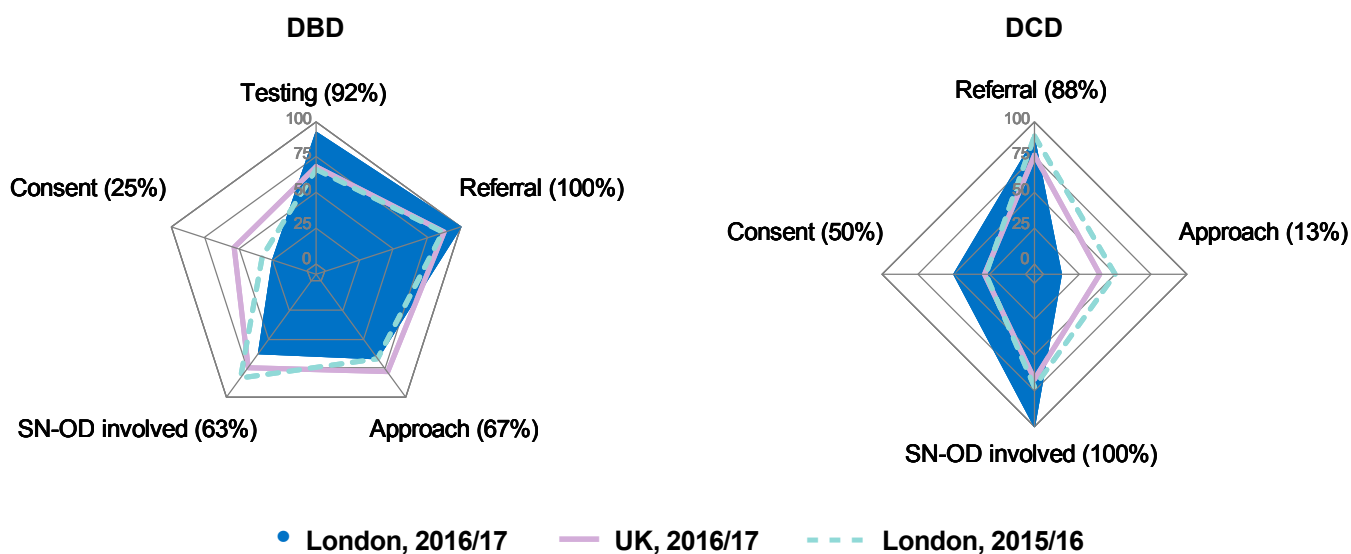 DBD
Testing (92%)
100
75
50
25
0
Consent (25%)
Referral (100%)
SN-OD involved (63%)
Approach (67%)
DCD
Referral (88%)
100
75
50
25
0
Consent (50%)
Approach (13%)
SN-OD involved (100%)
London, 2016/17
UK, 2016/17
London, 2015/16